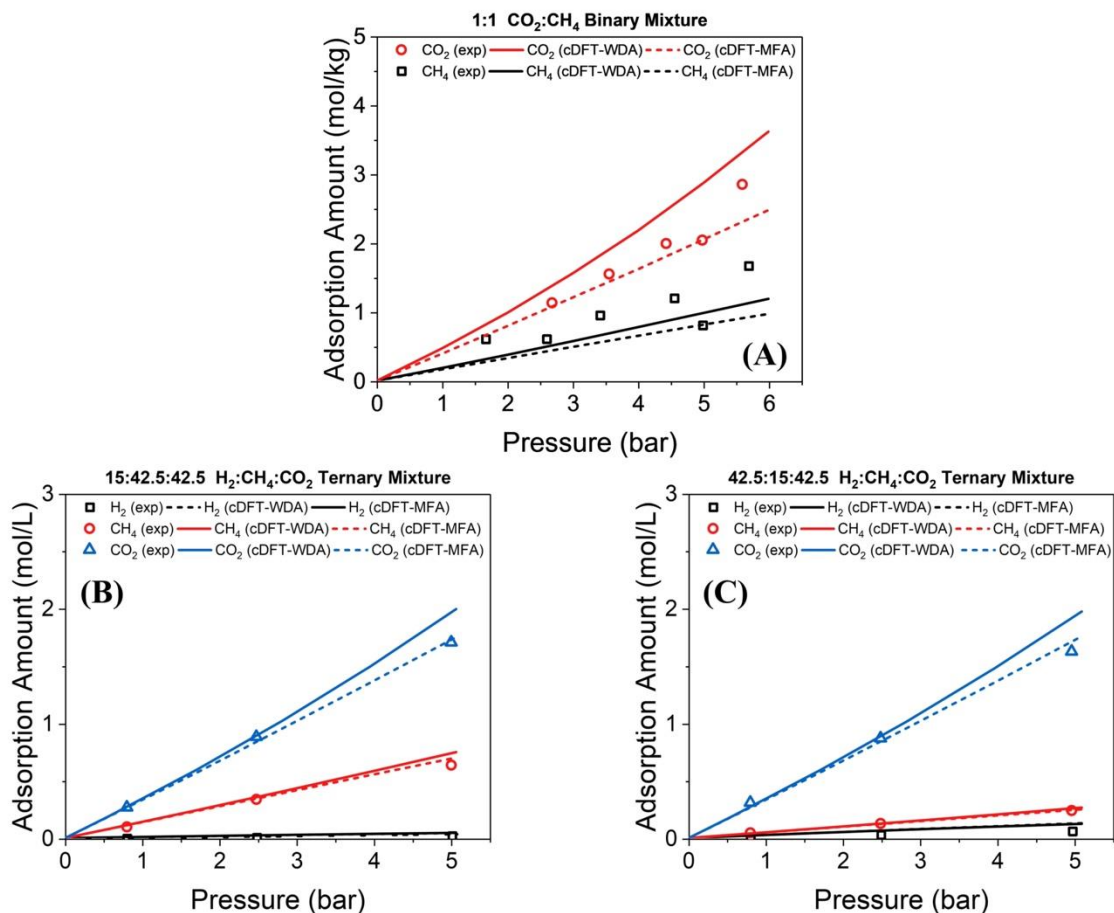 1:1 CO₂:CH₄ Binary Mixture
5
CO₂ (exp) CO₂ (cDFT-WDA) CO₂ (cDFT-MFA)
CH₄ (exp) CH₄ (cDFT-WDA) CH₄ (cDFT-MFA)
4
3
2
1
0
Adsorption Amount (mol/kg)
(A)
0 1 2 3 4 5 6
Pressure (bar)
15:42.5:42.5 H₂:CH₄:CO₂ Ternary Mixture
3
H₂ (exp) H₂ (cDFT-WDA) H₂ (cDFT-MFA)
CH₄ (exp) CH₄ (cDFT-WDA) CH₄ (cDFT-MFA)
CO₂ (exp) CO₂ (cDFT-WDA) CO₂ (cDFT-MFA)
(B)
2
1
0
Adsorption Amount (mol/L)
0 1 2 3 4 5
Pressure (bar)
42.5:15:42.5 H₂:CH₄:CO₂ Ternary Mixture
3
H₂ (exp) H₂ (cDFT-WDA) H₂ (cDFT-MFA)
CH₄ (exp) CH₄ (cDFT-WDA) CH₄ (cDFT-MFA)
CO₂ (exp) CO₂ (cDFT-WDA) CO₂ (cDFT-MFA)
(C)
2
1
0
Adsorption Amount (mol/L)
0 1 2 3 4 5
Pressure (bar)